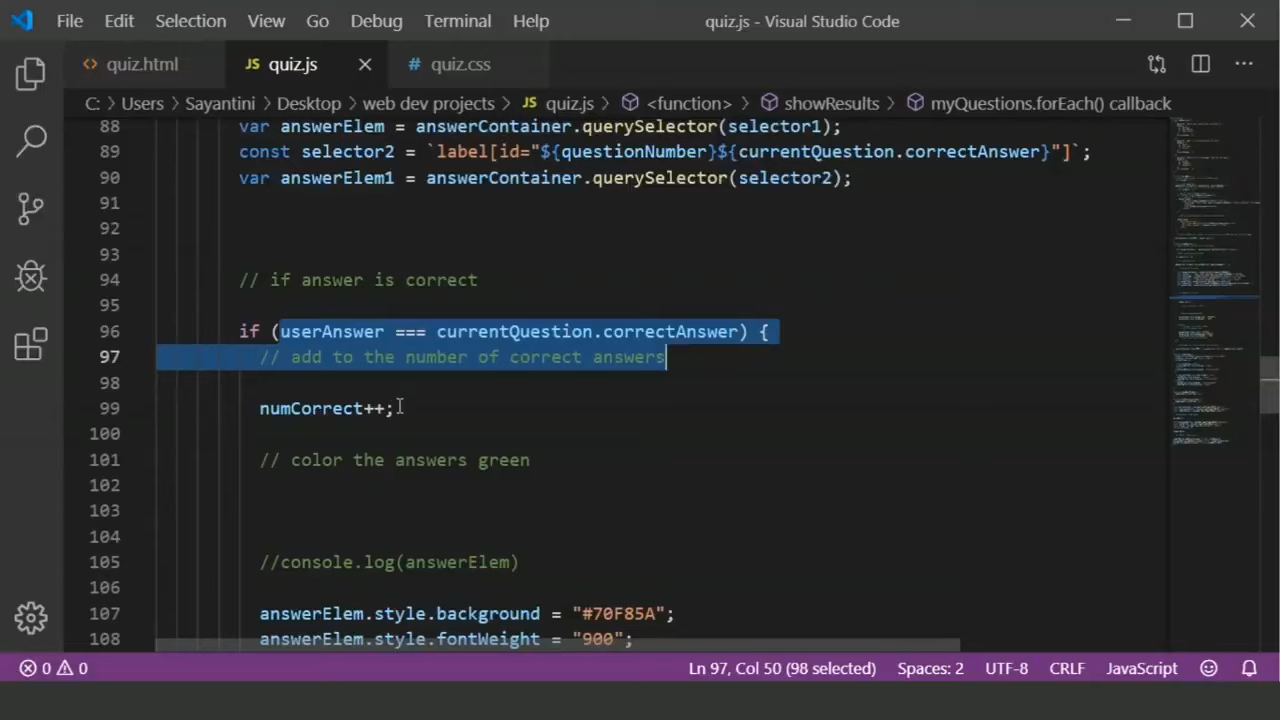 File Edit Selection View Go Debug Terminal Help quiz.js - Visual Studio Code
<> quiz.html JS quiz.js # quiz.css ...
C: > Users > Sayantini > Desktop > web dev projects > JS quiz.js > <function> > showResults > myQuestions.forEach() callback
88 var answerElem = answerContainer.querySelector(selector1);
89 const selector2 = `label[id="${questionNumber}${currentQuestion.correctAnswer}"]`;
90 var answerElem1 = answerContainer.querySelector(selector2);
91
92
93
94 // if answer is correct
95
96 if (userAnswer === currentQuestion.correctAnswer) {
97 // add to the number of correct answers
98
99 numCorrect++;
100
101 // color the answers green
102
103
104
105 //console.log(answerElem)
106
107 answerElem.style.background = "#70F85A";
108 answerElem.style.fontWeight = "900";
0 0 Ln 97, Col 50 (98 selected) Spaces: 2 UTF-8 CRLF JavaScript